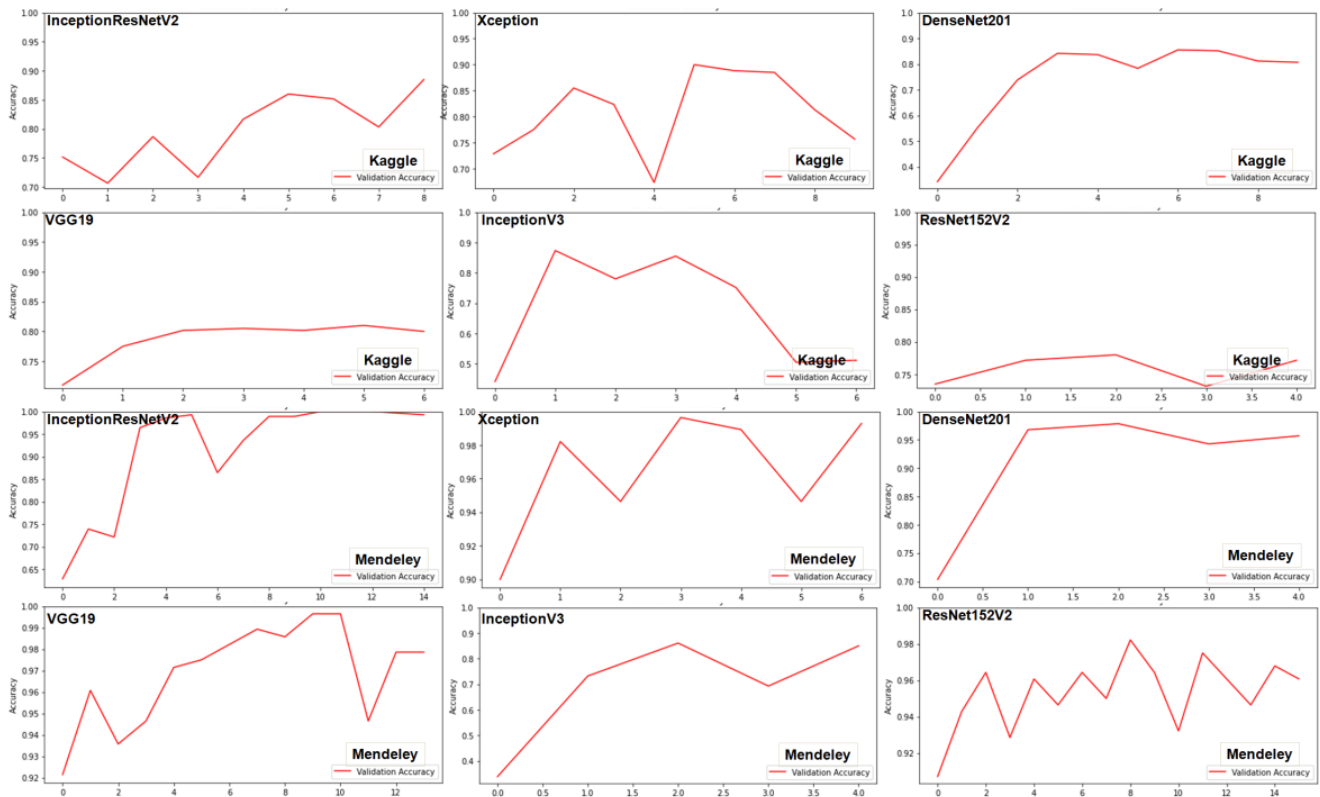 InceptionResNetV2
1.00
0.95
0.90
0.85
0.80
0.75
0.70
Accuracy
0 1 2 3 4 5 6 7 8
Kaggle
Validation Accuracy
Xception
1.00
0.95
0.90
0.85
0.80
0.75
0.70
Accuracy
0 2 4 6 8
Kaggle
Validation Accuracy
DenseNet201
1.0
0.9
0.8
0.7
0.6
0.5
0.4
Accuracy
0 2 4 6 8
Kaggle
Validation Accuracy
VGG19
1.00
0.95
0.90
0.85
0.80
0.75
Accuracy
0 1 2 3 4 5 6
Kaggle
Validation Accuracy
InceptionV3
1.0
0.9
0.8
0.7
0.6
0.5
Accuracy
0 1 2 3 4 5 6
Kaggle
Validation Accuracy
ResNet152V2
1.00
0.95
0.90
0.85
0.80
0.75
Accuracy
0.0 0.5 1.0 1.5 2.0 2.5 3.0 3.5 4.0
Kaggle
Validation Accuracy
InceptionResNetV2
1.00
0.95
0.90
0.85
0.80
0.75
0.70
0.65
Accuracy
0 2 4 6 8 10 12 14
Mendeley
Validation Accuracy
Xception
1.00
0.98
0.96
0.94
0.92
0.90
Accuracy
0 1 2 3 4 5 6
Mendeley
Validation Accuracy
DenseNet201
1.00
0.95
0.90
0.85
0.80
0.75
0.70
Accuracy
0.0 0.5 1.0 1.5 2.0 2.5 3.0 3.5 4.0
Mendeley
Validation Accuracy
VGG19
1.00
0.99
0.98
0.97
0.96
0.95
0.94
0.93
0.92
Accuracy
0 2 4 6 8 10 12
Mendeley
Validation Accuracy
InceptionV3
1.0
0.9
0.8
0.7
0.6
0.5
0.4
Accuracy
0.0 0.5 1.0 1.5 2.0 2.5 3.0 3.5 4.0
Mendeley
Validation Accuracy
ResNet152V2
1.00
0.98
0.96
0.94
0.92
Accuracy
0 2 4 6 8 10 12 14
Mendeley
Validation Accuracy